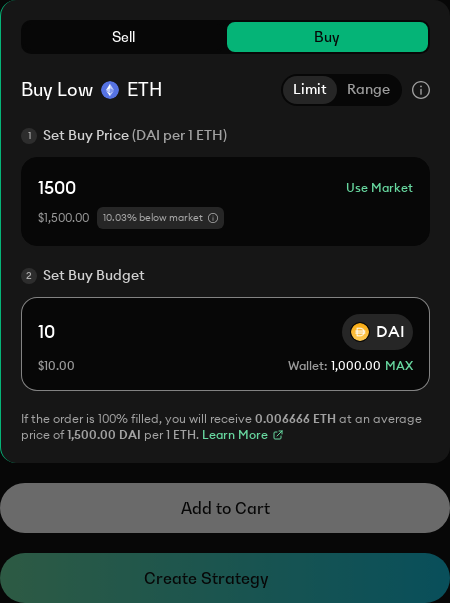 Sell Buy
Buy Low ETH Limit Range
1 Set Buy Price (DAI per 1 ETH)
1500 Use Market
$1,500.00 10.03% below market
2 Set Buy Budget
10 DAI
$10.00 Wallet: 1,000.00 MAX
If the order is 100% filled, you will receive 0.006666 ETH at an average
price of 1,500.00 DAI per 1 ETH. Learn More
Add to Cart
Create Strategy